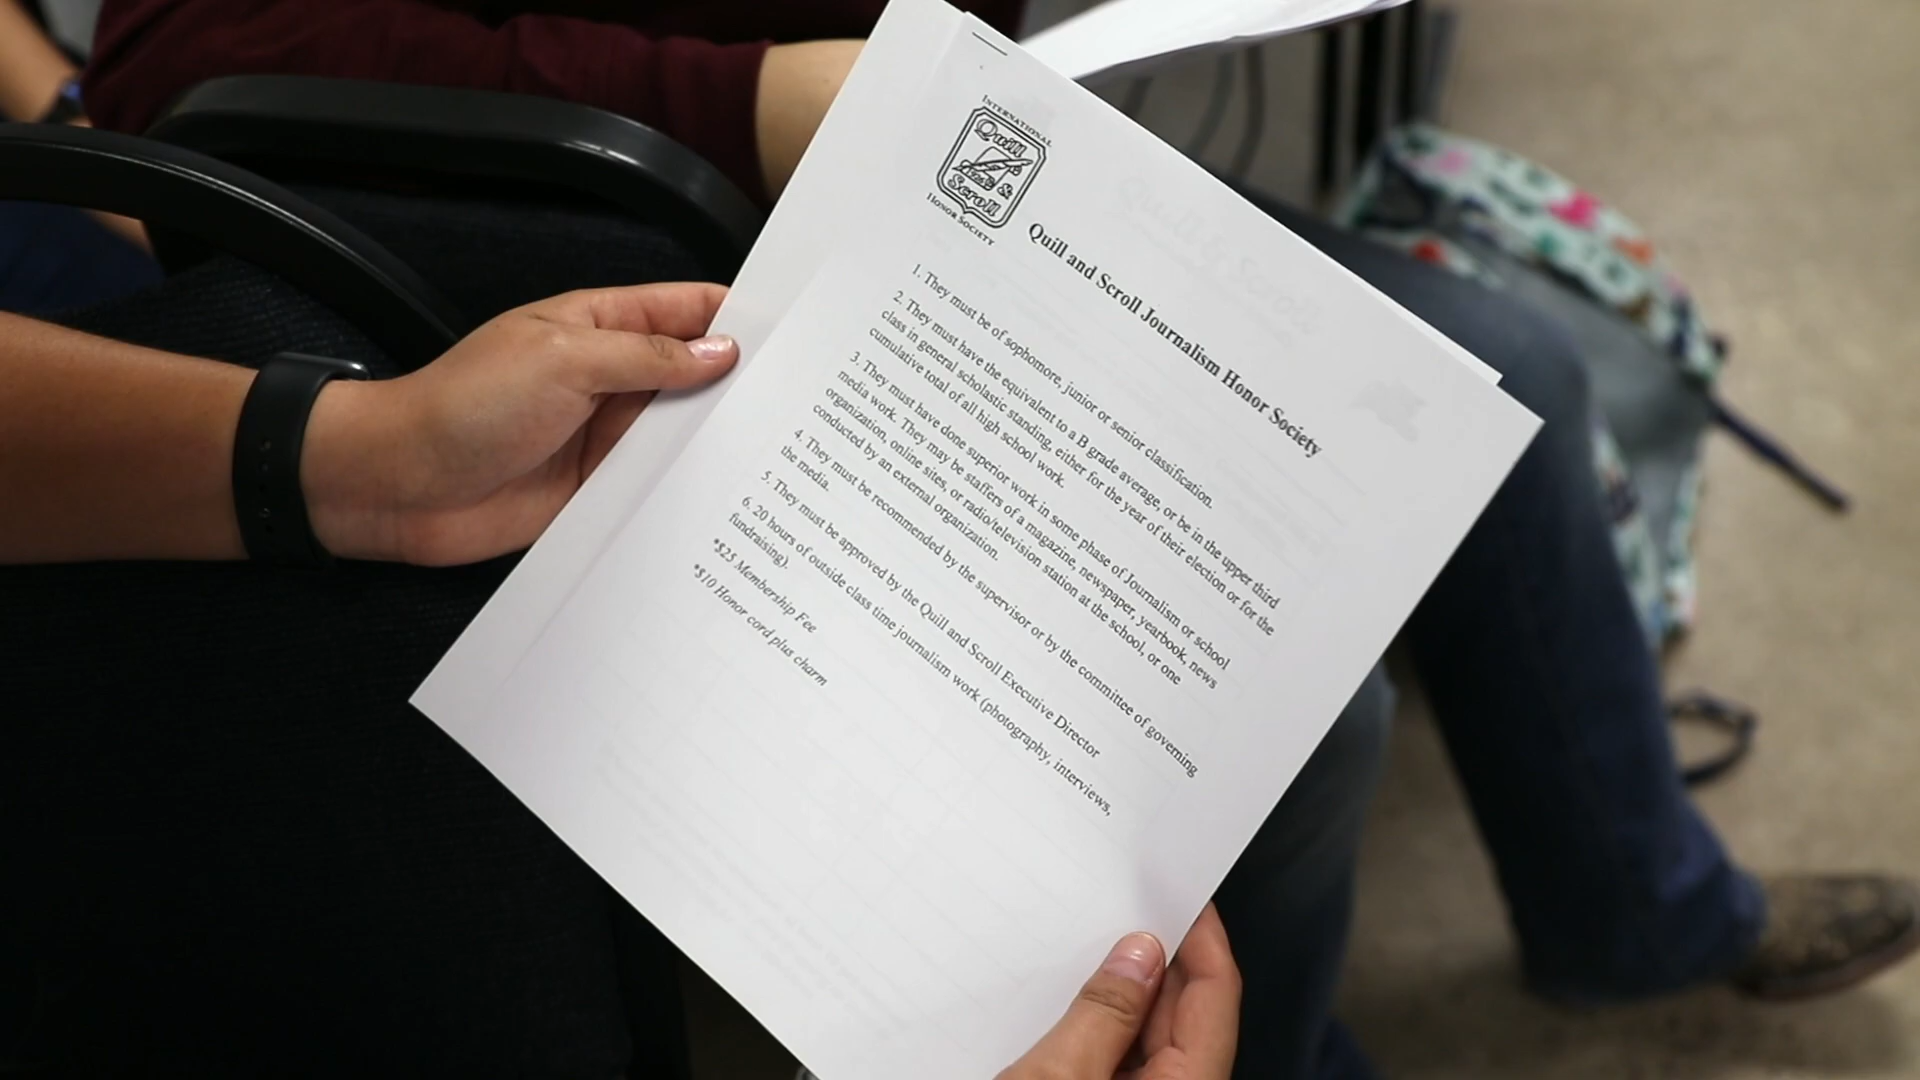 INTERNATIONAL
Quill
and &
Scroll
HONOR SOCIETY
Quill and Scroll Journalism Honor Society
1. They must be of sophomore, junior or senior classification.
2. They must have the equivalent to a B grade average, or be in the upper third
class in general scholastic standing, either for the year of their election or for the
cumulative total of all high school work.
3. They must have done superior work in some phase of Journalism or school
media work. They may be staffers of a magazine, newspaper, yearbook, news
organization, online sites, or radio/television station at the school, or one
conducted by an external organization.
4. They must be recommended by the supervisor or by the committee of governing
the media.
5. They must be approved by the Quill and Scroll Executive Director
6. 20 hours of outside class time journalism work (photography, interviews,
fundraising).
*$25 Membership Fee
*$10 Honor cord plus charm